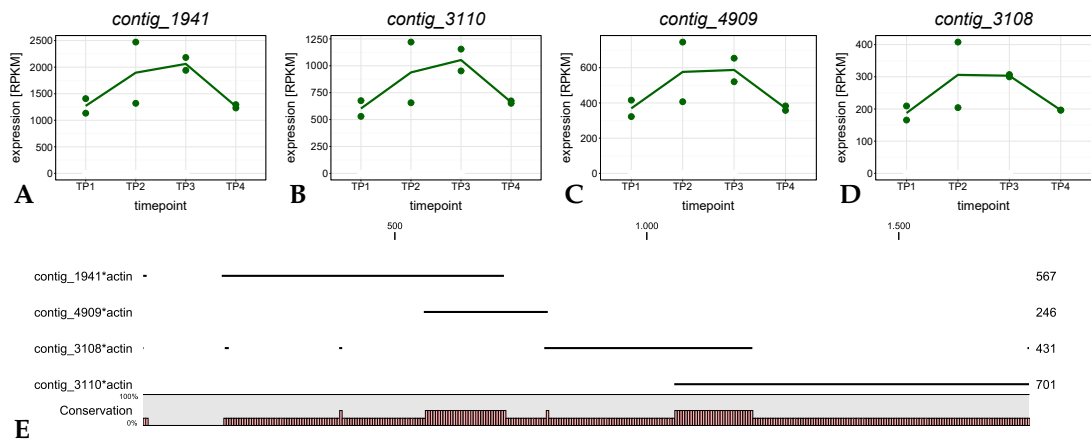 contig_1941
contig_3110
contig_4909
contig_3108
expression [RPKM]
2500
2000
1500
1000
500
0
TP1 TP2 TP3 TP4
timepoint
A
expression [RPKM]
1250
1000
750
500
250
0
TP1 TP2 TP3 TP4
timepoint
B
expression [RPKM]
600
400
200
0
TP1 TP2 TP3 TP4
timepoint
C
expression [RPKM]
400
300
200
100
0
TP1 TP2 TP3 TP4
timepoint
D
500 1.000 1.500
contig_1941*actin 567
contig_4909*actin 246
contig_3108*actin 431
contig_3110*actin 701
100%
Conservation
0%
E